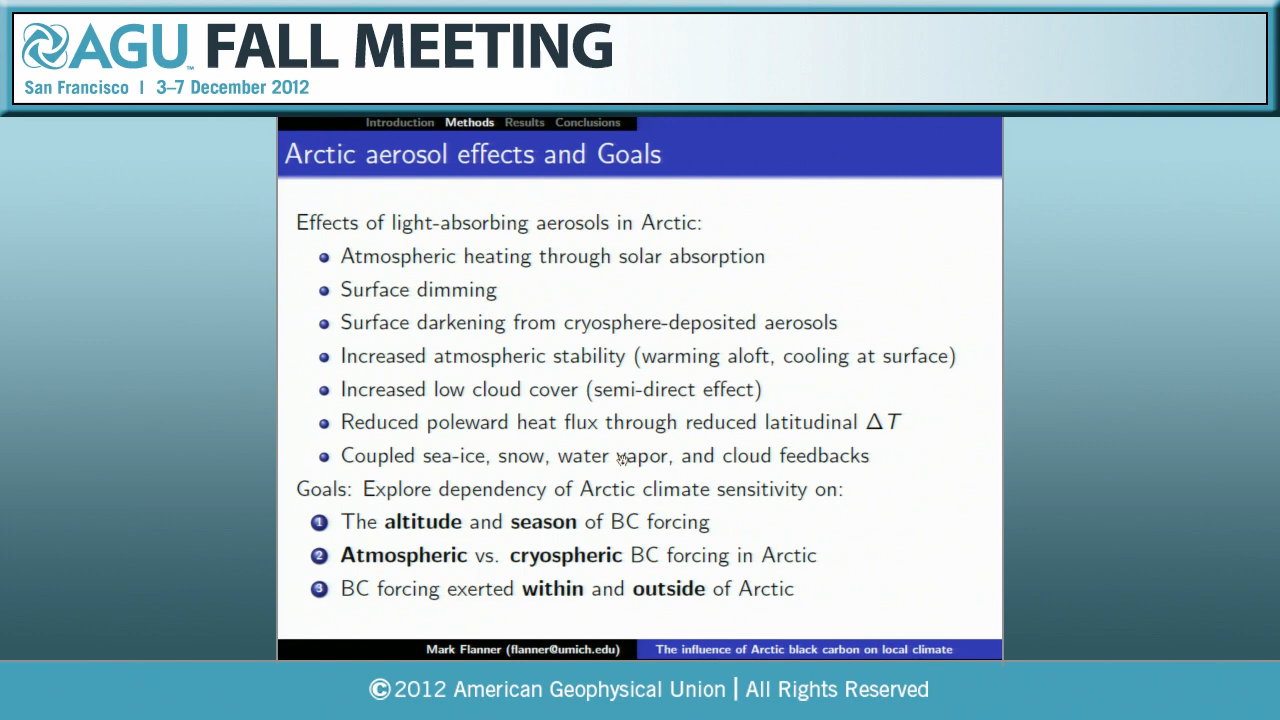 AGU™ FALL MEETING
San Francisco | 3–7 December 2012
Introduction Methods Results Conclusions
Arctic aerosol effects and Goals
Effects of light-absorbing aerosols in Arctic:
Atmospheric heating through solar absorption
Surface dimming
Surface darkening from cryosphere-deposited aerosols
Increased atmospheric stability (warming aloft, cooling at surface)
Increased low cloud cover (semi-direct effect)
Reduced poleward heat flux through reduced latitudinal ΔT
Coupled sea-ice, snow, water vapor, and cloud feedbacks
Goals: Explore dependency of Arctic climate sensitivity on:
1 The altitude and season of BC forcing
2 Atmospheric vs. cryospheric BC forcing in Arctic
3 BC forcing exerted within and outside of Arctic
Mark Flanner (flanner@umich.edu) The influence of Arctic black carbon on local climate
©2012 American Geophysical Union | All Rights Reserved